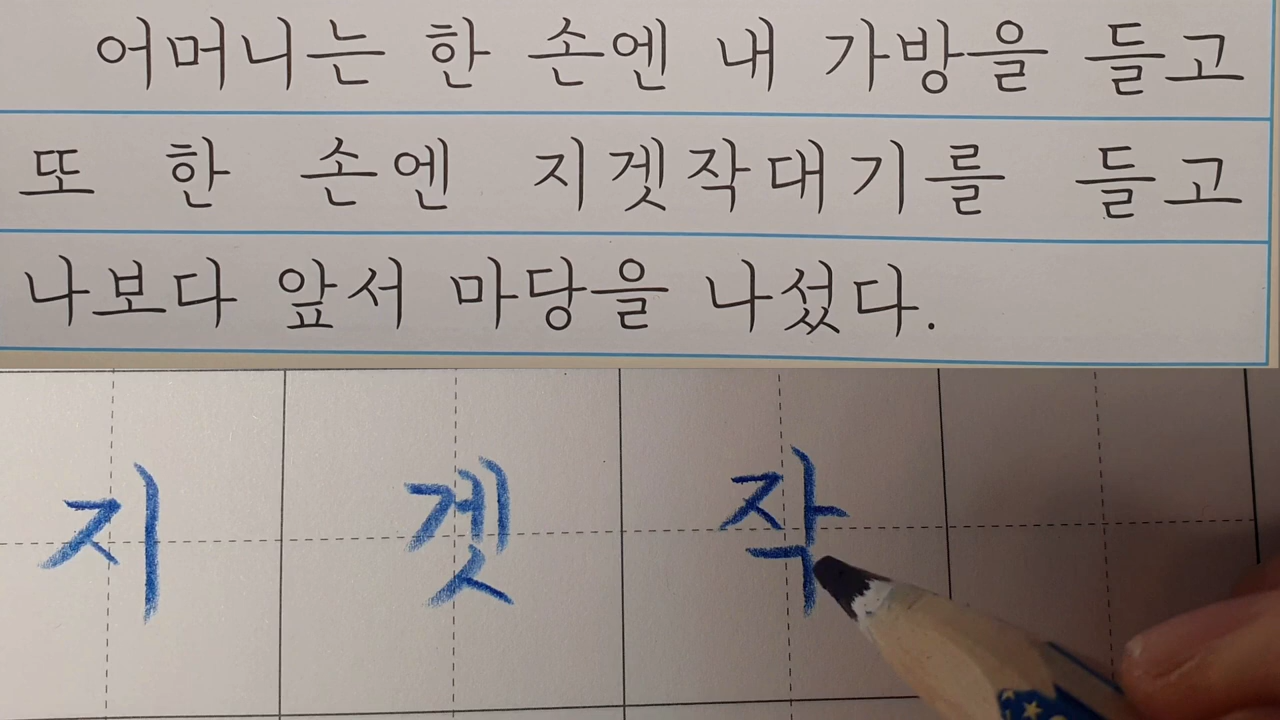 어머니는 한 손엔 내 가방을 들고
또 한 손엔 지겟작대기를 들고
나보다 앞서 마당을 나섰다.
지겟작